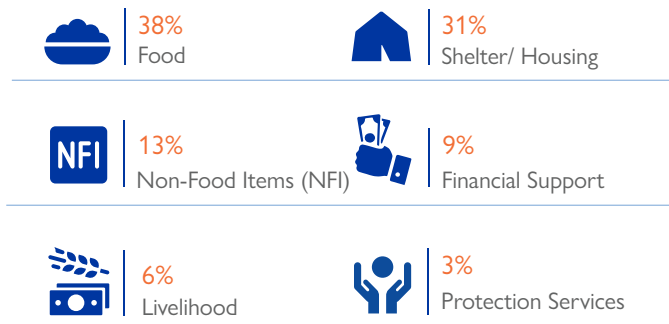 38%
Food
31%
Shelter/ Housing
NFI
13%
Non-Food Items (NFI)
9%
Financial Support
6%
Livelihood
3%
Protection Services